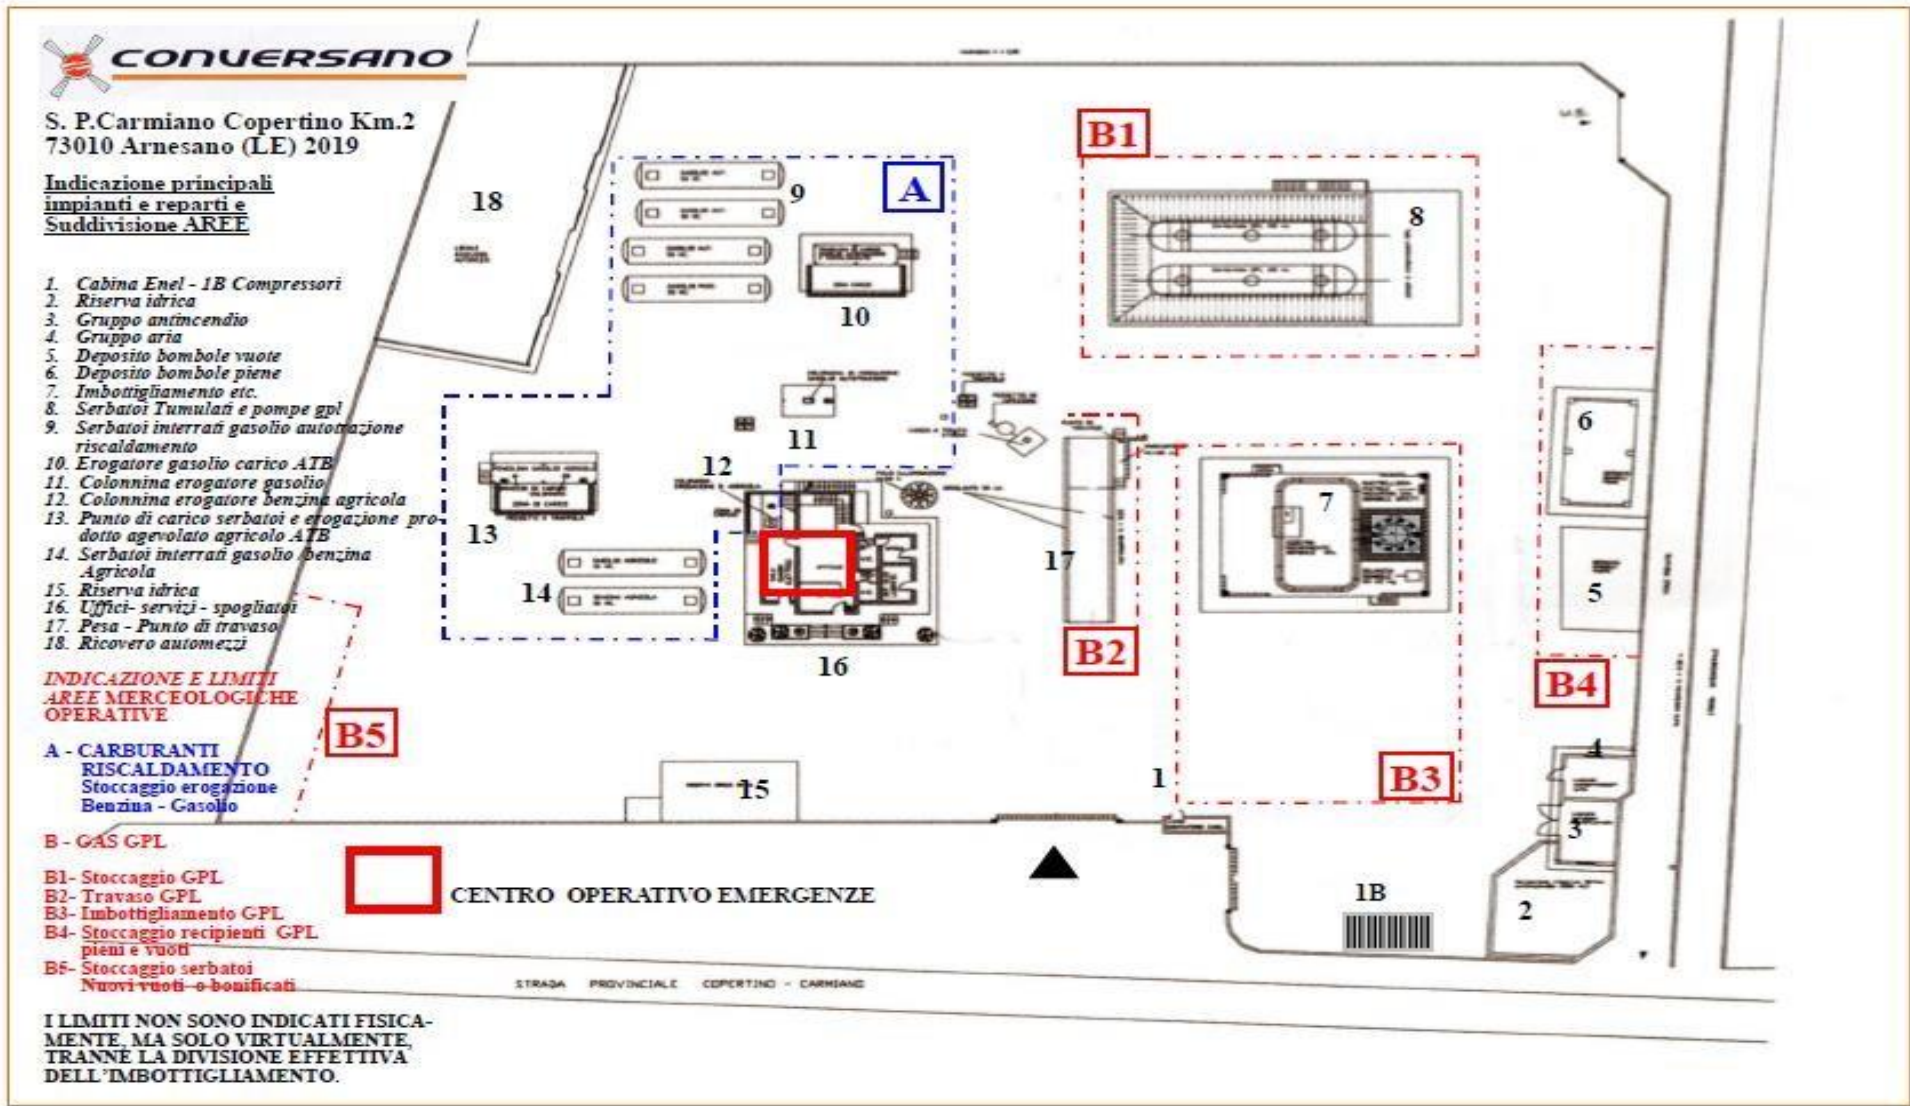 CONVERSANO
S. P.Carmiano Copertino Km.2
73010 Arnesano (LE) 2019
Indicazione principali
impianti e reparti e
Suddivisione AREE
1. Cabina Enel - 1B Compressori
2. Riserva idrica
3. Gruppo antincendio
4. Gruppo aria
5. Deposito bombole vuote
6. Deposito bombole piene
7. Imbottigliamento etc.
8. Serbatoi Tumulati e pompe gpl
9. Serbatoi interrati gasolio autotrazione
riscaldamento
10. Erogatore gasolio carico ATB
11. Colonnina erogatore gasolio
12. Colonnina erogatore benzina agricola
13. Punto di carico serbatoi e erogazione pro-
dotto agevolato agricolo ATB
14. Serbatoi interrati gasolio /benzina
Agricola
15. Riserva idrica
16. Uffici- servizi - spogliatoi
17. Pesa - Punto di travaso
18. Ricovero automezzi
INDICAZIONE E LIMITI
AREE MERCEOLOGICHE
OPERATIVE
A - CARBURANTI
RISCALDAMENTO
Stoccaggio erogazione
Benzina - Gasolio
B - GAS GPL
B1- Stoccaggio GPL
B2- Travaso GPL
B3- Imbottigliamento GPL
B4- Stoccaggio recipienti GPL
pieni e vuoti
B5- Stoccaggio serbatoi
Nuovi vuoti o bonificati
I LIMITI NON SONO INDICATI FISICA-
MENTE, MA SOLO VIRTUALMENTE,
TRANNE LA DIVISIONE EFFETTIVA
DELL'IMBOTTIGLIAMENTO.
CENTRO OPERATIVO EMERGENZE
STRADA PROVINCIALE COPERTINO - CARMIANO
18
9
A
10
11
12
13
14
16
B5
15
B1
8
17
B2
7
B3
6
5
B4
4
3
2
1
1B